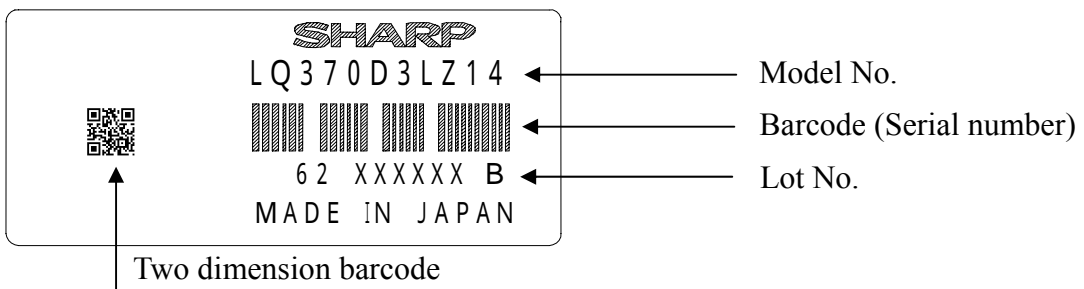 SHARP
LQ370D3LZ14
Model No.
Barcode (Serial number)
62 XXXXXX B
Lot No.
MADE IN JAPAN
Two dimension barcode